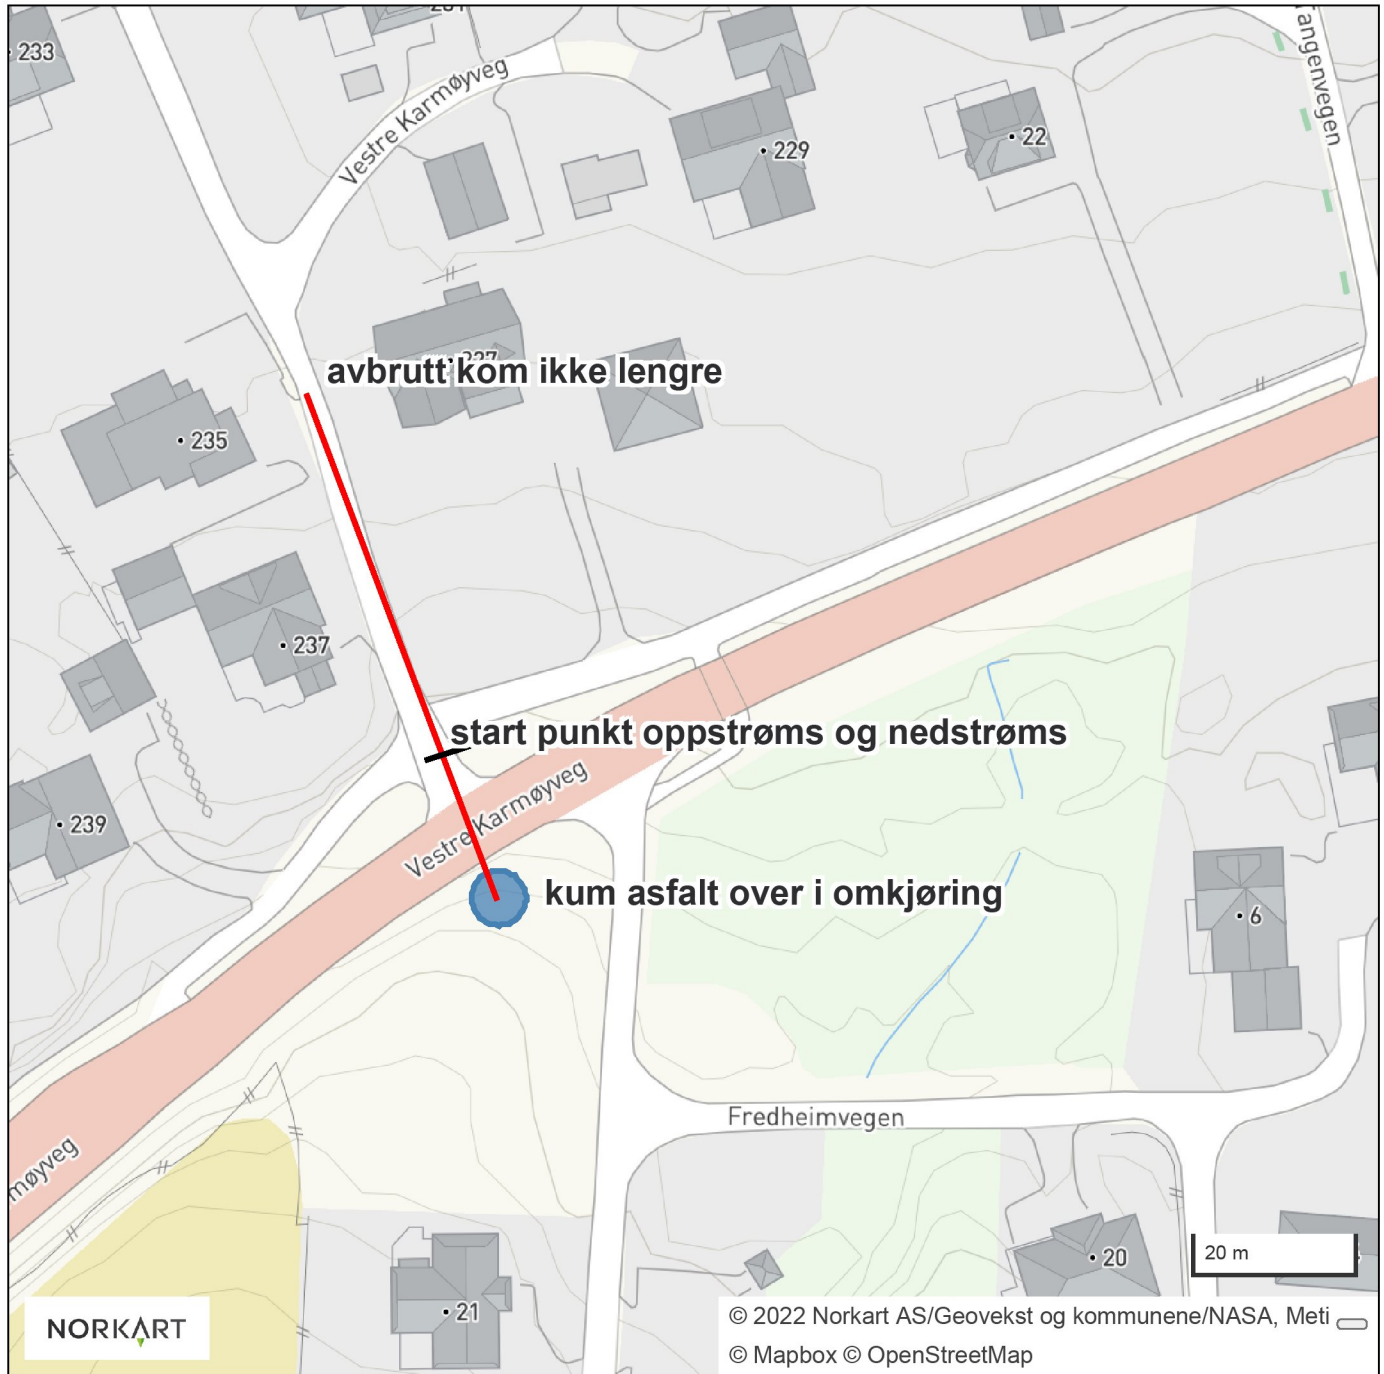 233
Vestre Karmøyveg
Tangenvegen
229
22
avbrutt kom ikke lengre
235
237
start punkt oppstrøms og nedstrøms
Vestre Karmøyveg
239
kum asfalt over i omkjøring
6
Fredheimvegen
møyveg
20
20 m
21
NORKART
© 2022 Norkart AS/Geovekst og kommunene/NASA, Meti
© Mapbox © OpenStreetMap